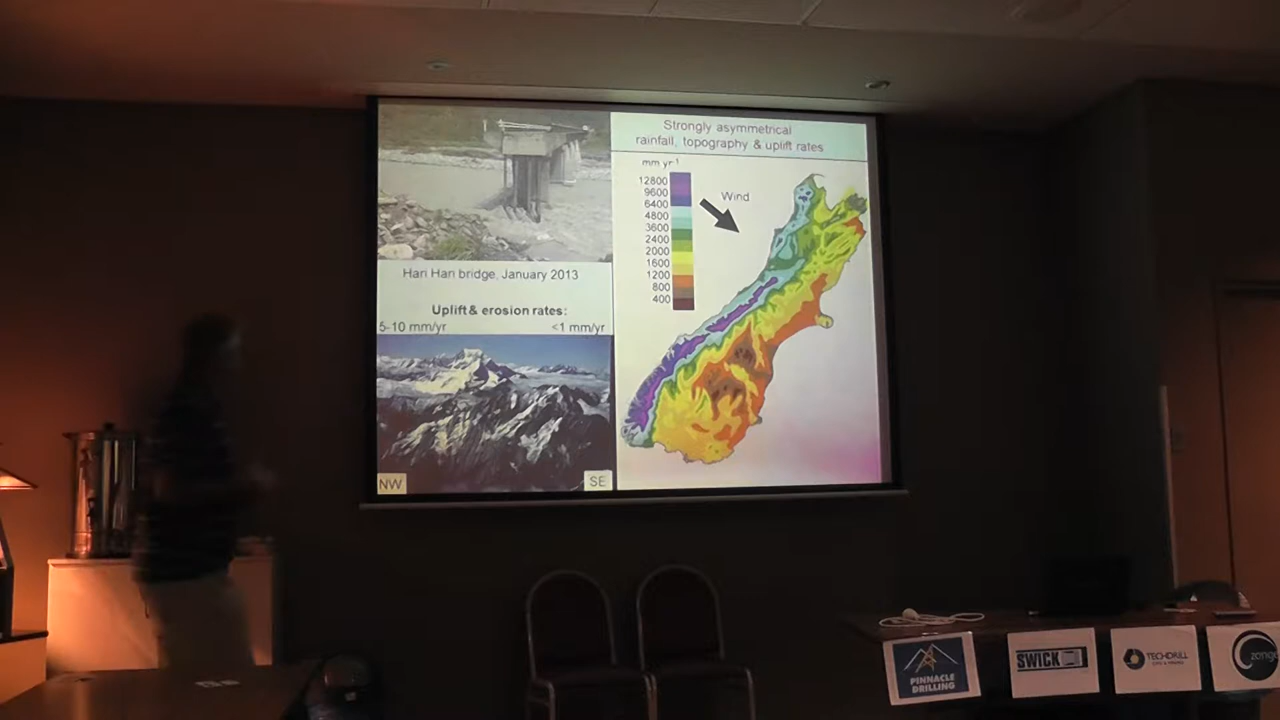 Hari Hari bridge, January 2013
Uplift & erosion rates:
5-10 mm/yr
<1 mm/yr
NW
SE
Strongly asymmetrical
rainfall, topography & uplift rates
mm yr-1
12800
9600
6400
4800
3600
2400
2000
1600
1200
800
400
Wind
PINNACLE
DRILLING
SWICK
TECHDRILL
zonge